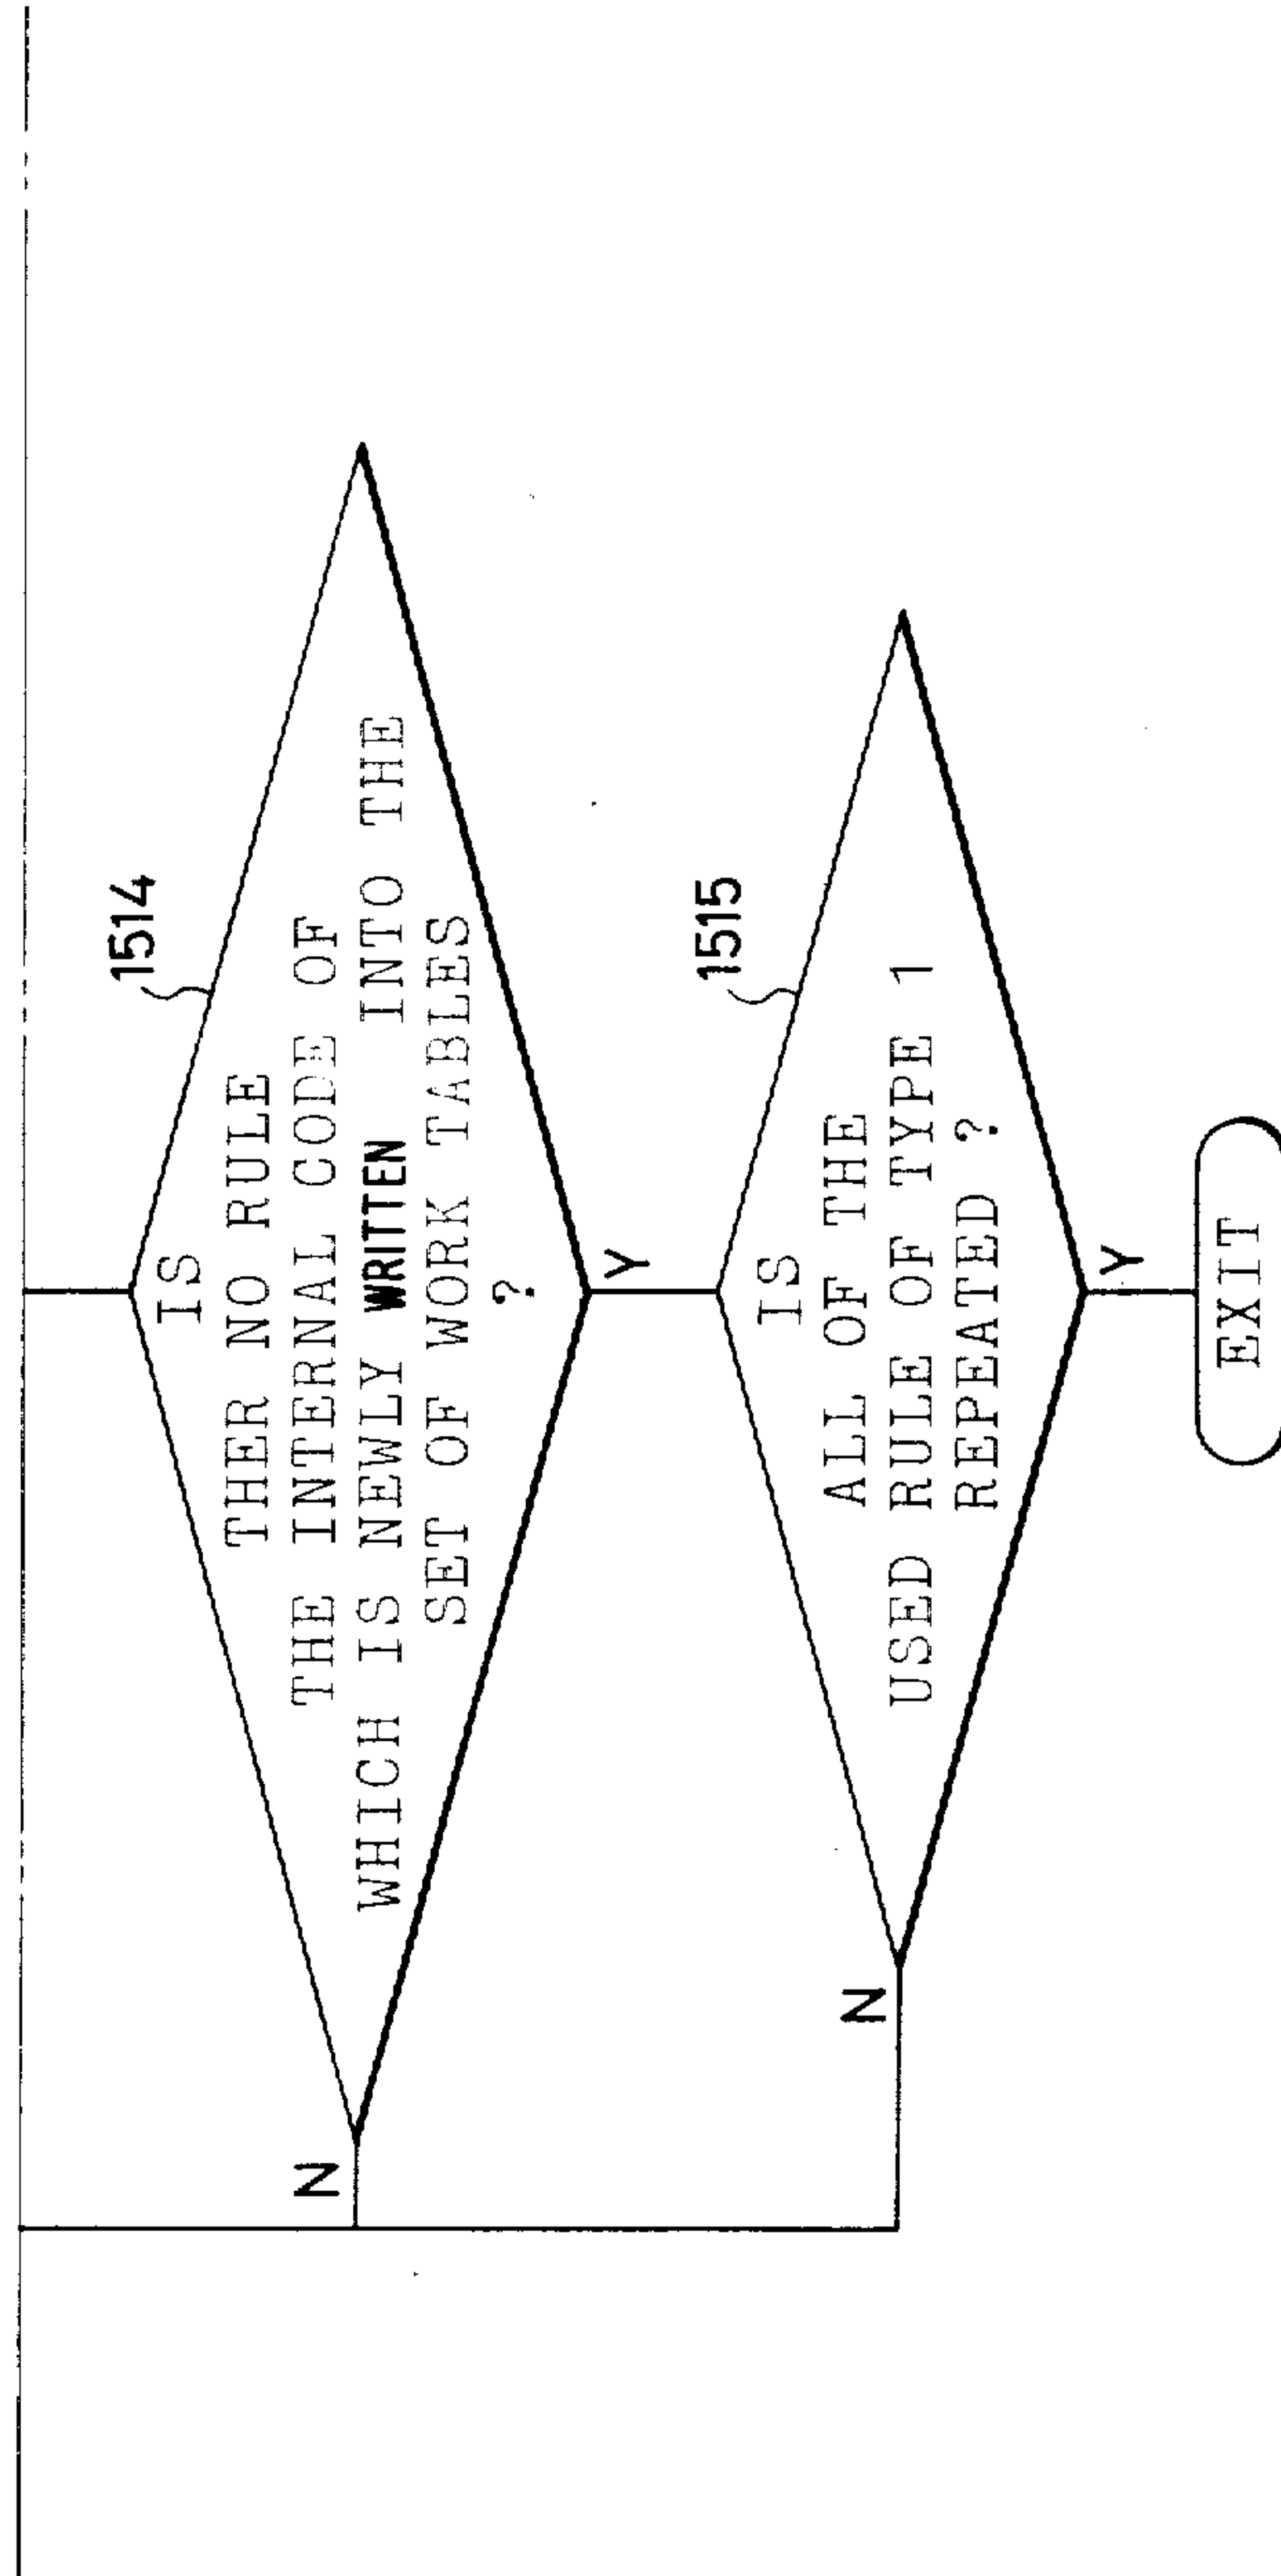 1514
IS
THER NO RULE
THE INTERNAL CODE OF
WHICH IS NEWLY WRITTEN INTO THE
SET OF WORK TABLES
?
N
Y
1515
IS
ALL OF THE
USED RULE OF TYPE 1
REPEATED ?
N
Y
EXIT